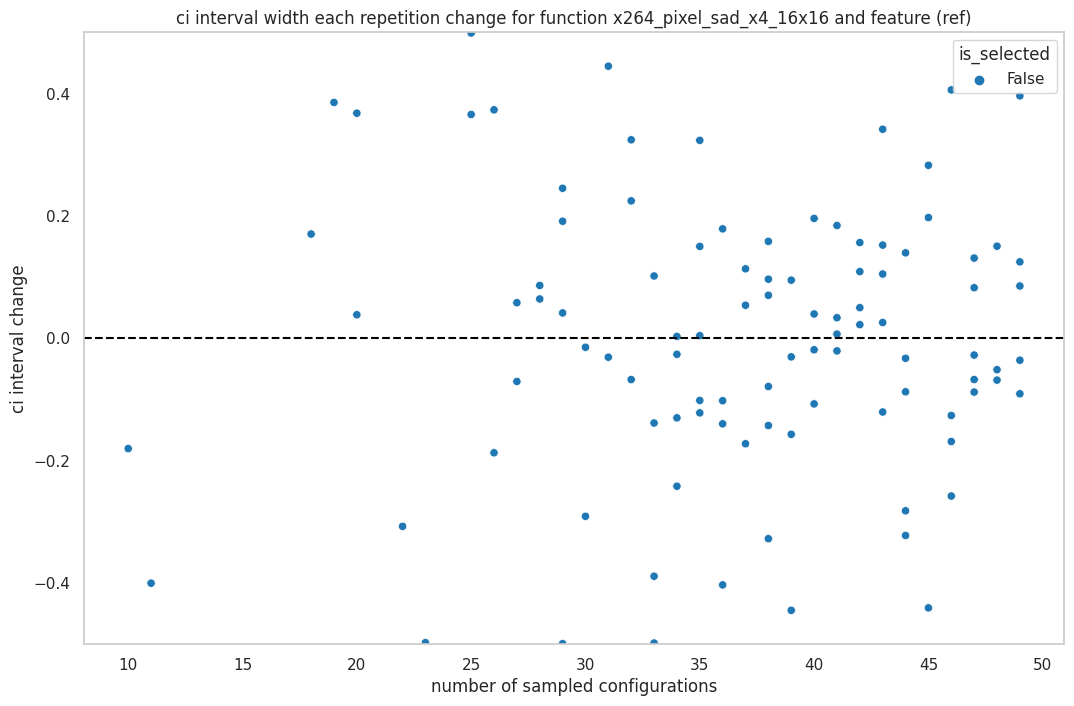 ci interval width each repetition change for function x264_pixel_sad_x4_16x16 and feature (ref)
is_selected
False
ci interval change
0.4
0.2
0.0
−0.2
−0.4
10 15 20 25 30 35 40 45 50
number of sampled configurations